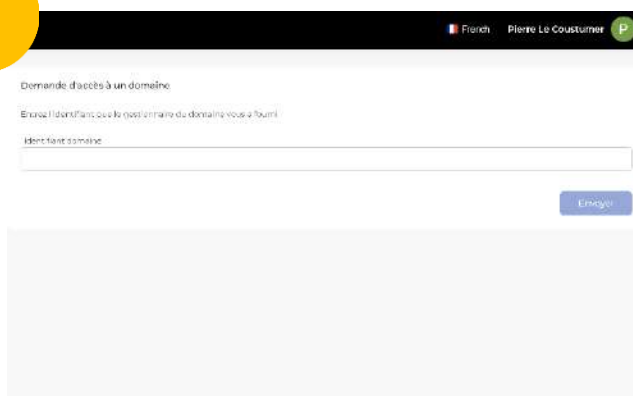 French Pierre Le Coustumer P
Demande d'accès à un domaine
Entrez l'identifiant que le gestionnaire du domaine vous a fourni
Identifiant domaine
Envoyer